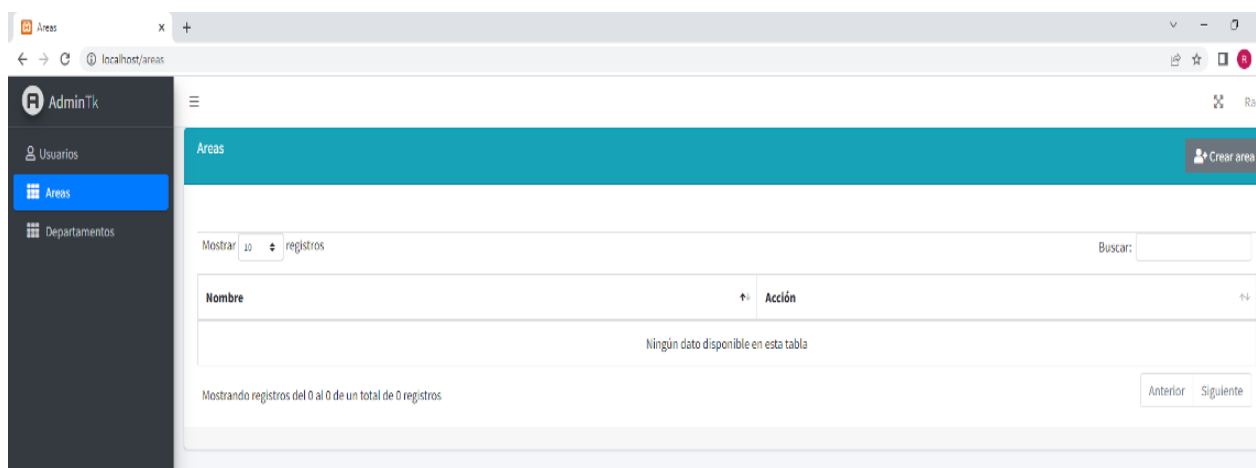 Areas
localhost/areas
R
AdminTk
Ra
Usuarios
Areas
Departamentos
Areas
Crear area
Mostrar 10 registros
Buscar:
Nombre
Acción
Ningún dato disponible en esta tabla
Mostrando registros del 0 al 0 de un total de 0 registros
Anterior
Siguiente